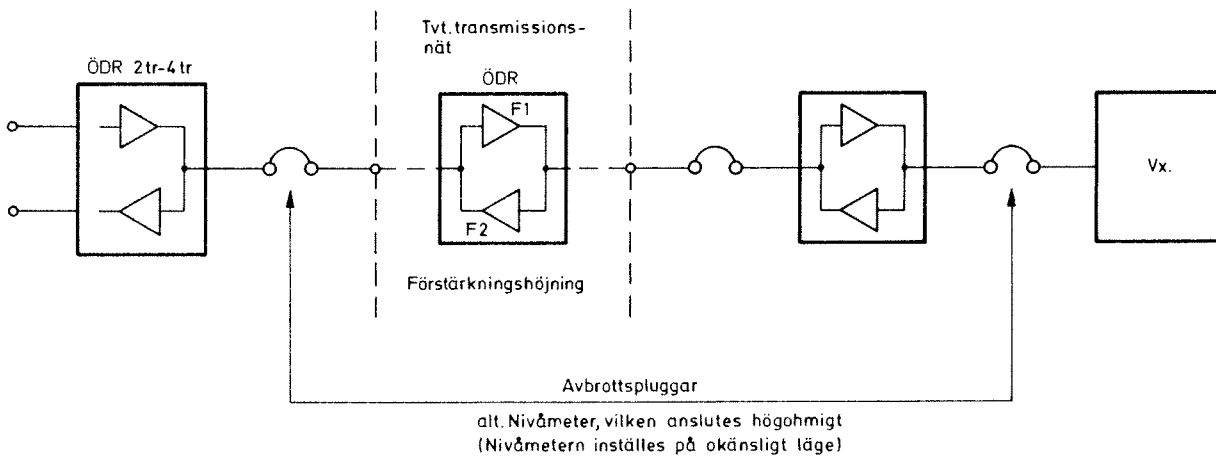 Tvt. transmissions-
nät
ÖDR 2tr-4tr
ÖDR
F1
F2
Vx.
Förstärkningshöjning
Avbrottspluggar
alt. Nivåmeter, vilken anslutes högohmigt
(Nivåmetern inställes på okänsligt läge)